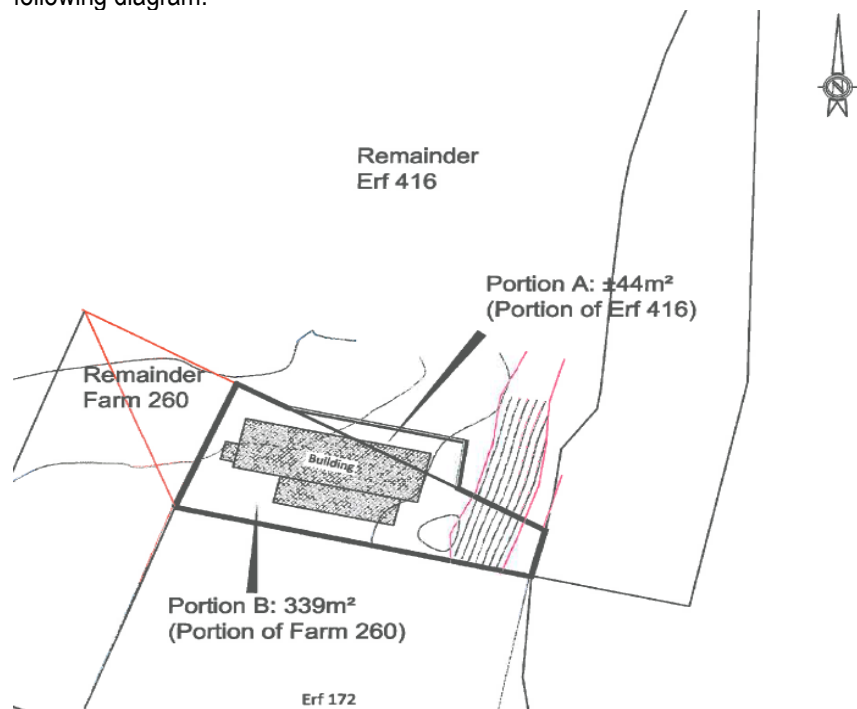 following diagram:
N
Remainder
Erf 416
Portion A: ±44m²
(Portion of Erf 416)
Remainder
Farm 260
Building
Portion B: 339m²
(Portion of Farm 260)
Erf 172